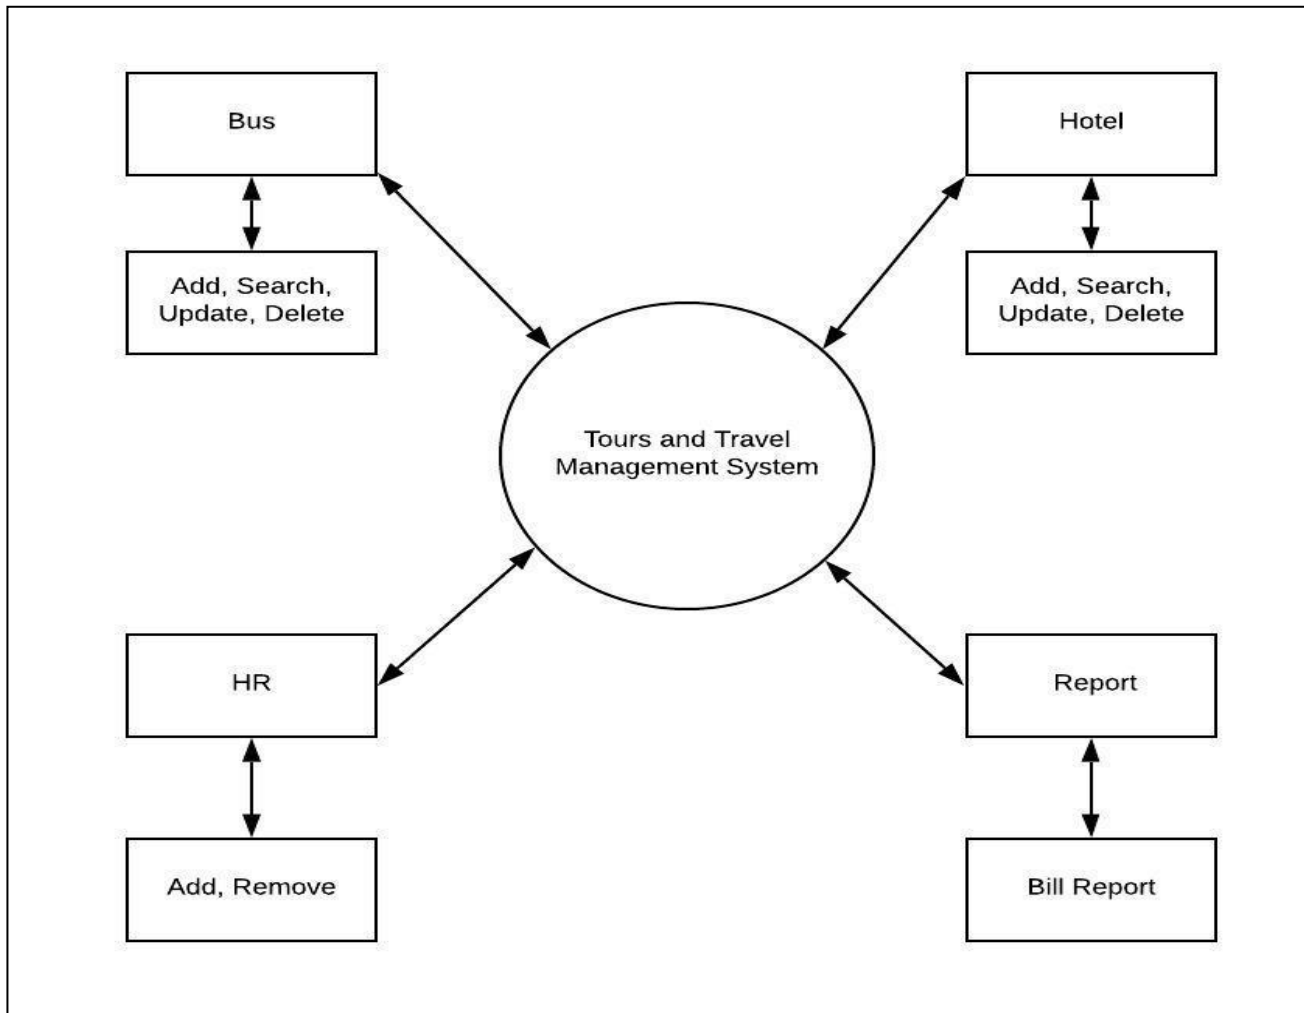 Bus
Hotel
Add, Search,
Update, Delete
Add, Search,
Update, Delete
Tours and Travel
Management System
HR
Report
Add, Remove
Bill Report